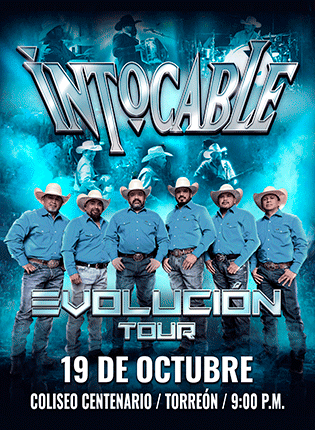 INTOCABLE
EVOLUCIÓN
TOUR
19 DE OCTUBRE
COLISEO CENTENARIO / TORREÓN / 9:00 P.M.